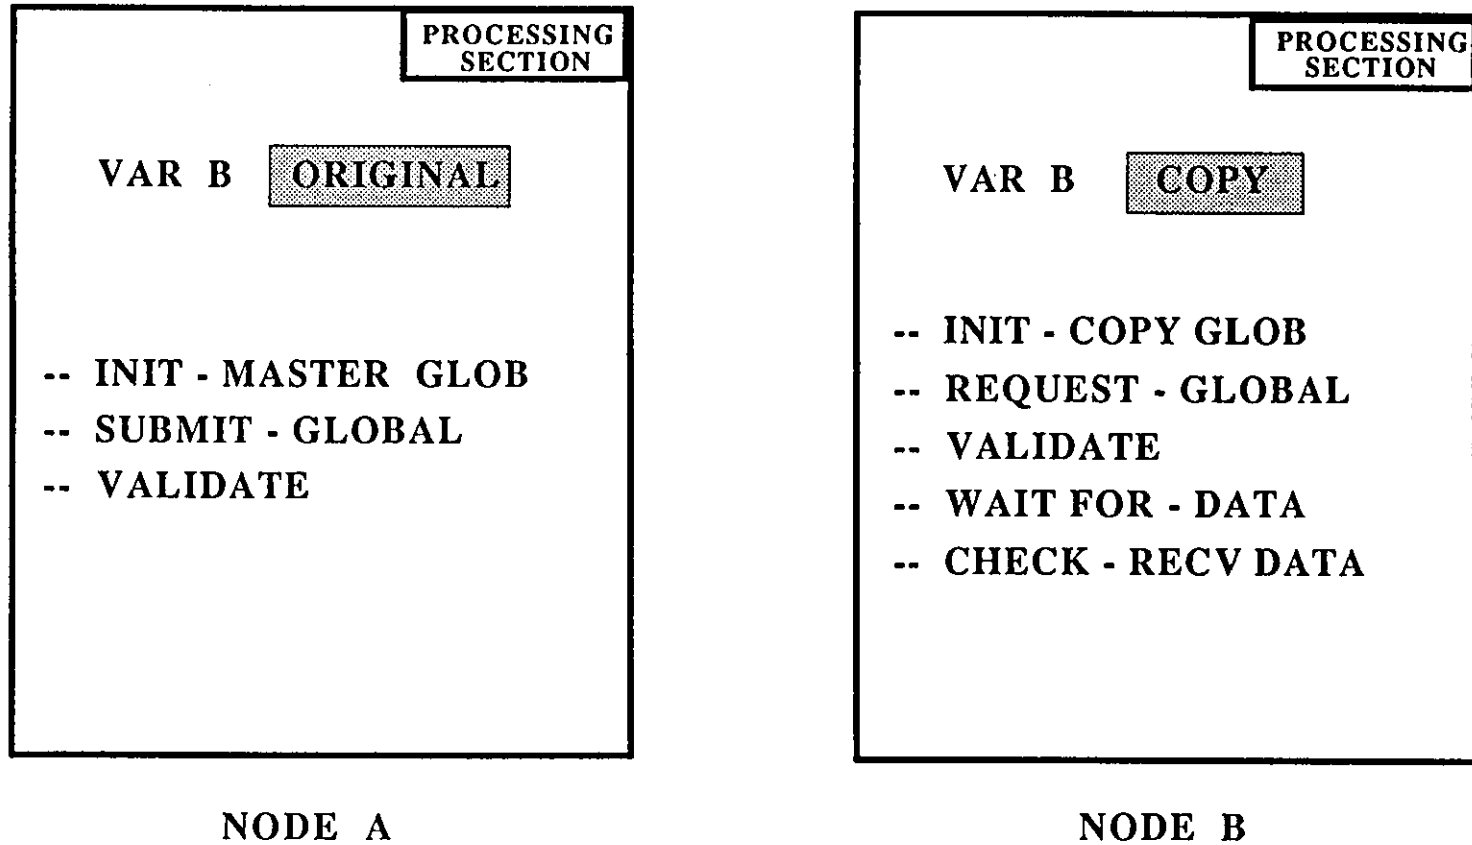 PROCESSING
SECTION
VAR B ORIGINAL
-- INIT - MASTER GLOB
-- SUBMIT - GLOBAL
-- VALIDATE
NODE A
PROCESSING
SECTION
VAR B COPY
-- INIT - COPY GLOB
-- REQUEST - GLOBAL
-- VALIDATE
-- WAIT FOR - DATA
-- CHECK - RECV DATA
NODE B